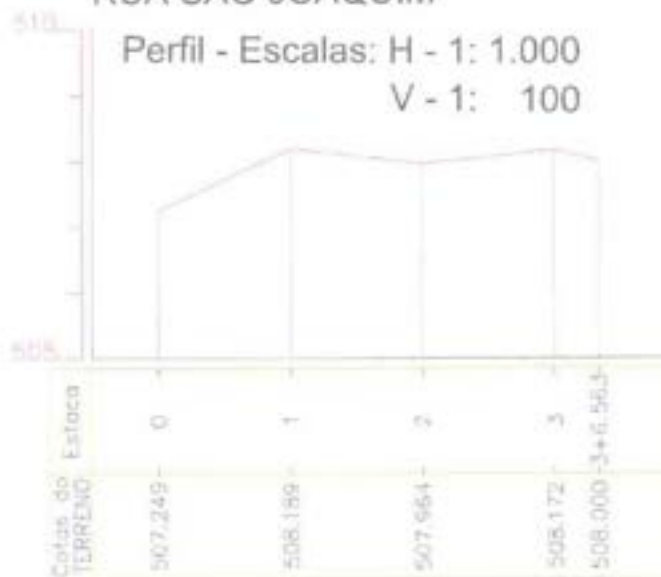 RUA SÃO JOAQUIM
510
Perfil - Escalas: H - 1: 1.000
V - 1: 100
505
Estaca
0
1
2
3
3+6.563
Cotas do
TERRENO
507.249
508.189
507.964
508.172
508.000